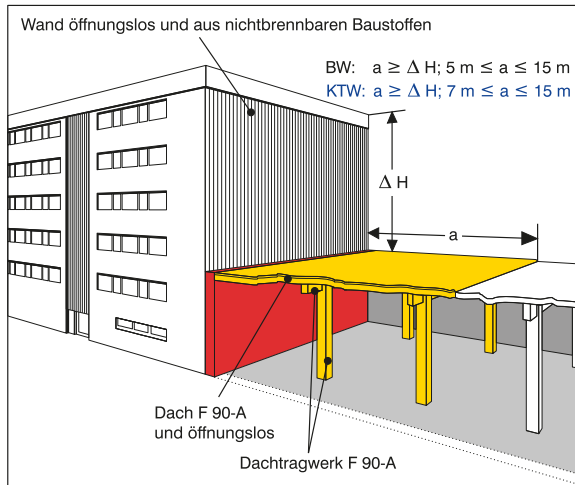 Wand öffnungslos und aus nichtbrennbaren Baustoffen
BW: a ≥ Δ H; 5 m ≤ a ≤ 15 m
KTW: a ≥ Δ H; 7 m ≤ a ≤ 15 m
Δ H
a
Dach F 90-A
und öffnungslos
Dachtragwerk F 90-A